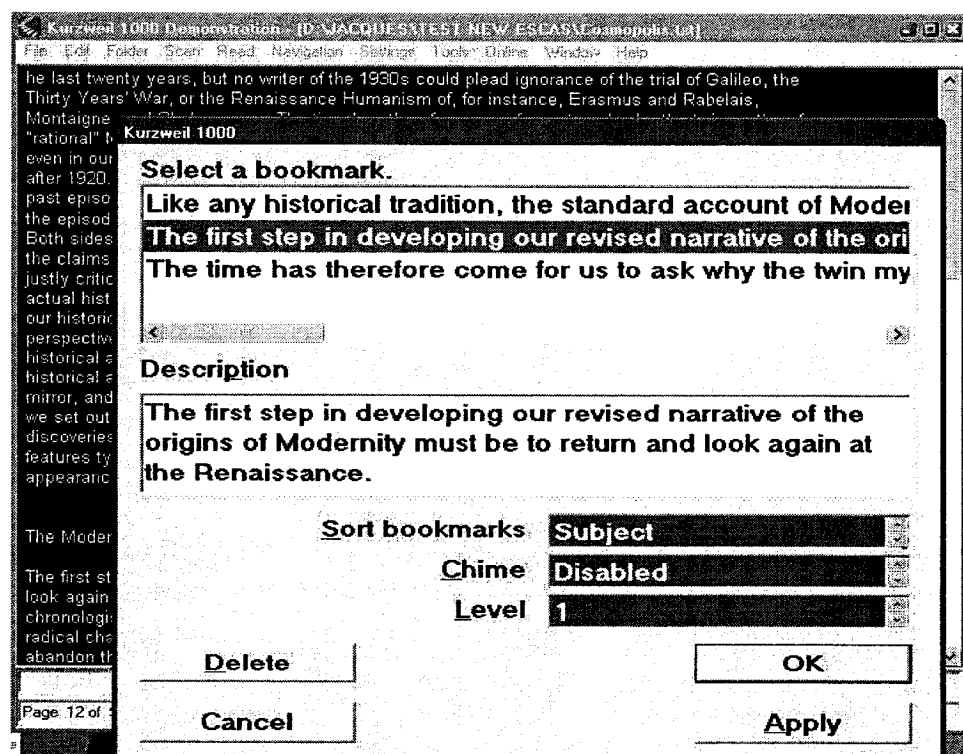 Kurzweil 1000 Demonstration - [D:\JACQUES\TEST NEW ESCAS\Cosmopolis.txt]
File Edit Folder Scan Read Navigation Settings Tools Online Window Help
he last twenty years, but no writer of the 1930s could plead ignorance of the trial of Galileo, the
Thirty Years' War, or the Renaissance Humanism of, for instance, Erasmus and Rabelais,
Montaigne
"rational"
even in our
after 1920.
past episo
the episod
Both sides
the claims
justly critic
actual hist
our historic
perspective
historical a
historical a
mirror, and
we set out
discoveries
features ty
appearanc
The Moder
The first st
look again
chronologi
radical cha
abandon th
Page 12 of
Kurzweil 1000
Select a bookmark.
Like any historical tradition, the standard account of Moder
The first step in developing our revised narrative of the ori
The time has therefore come for us to ask why the twin my
Description
The first step in developing our revised narrative of the
origins of Modernity must be to return and look again at
the Renaissance.
Sort bookmarks Subject
Chime Disabled
Level 1
Delete OK
Cancel Apply